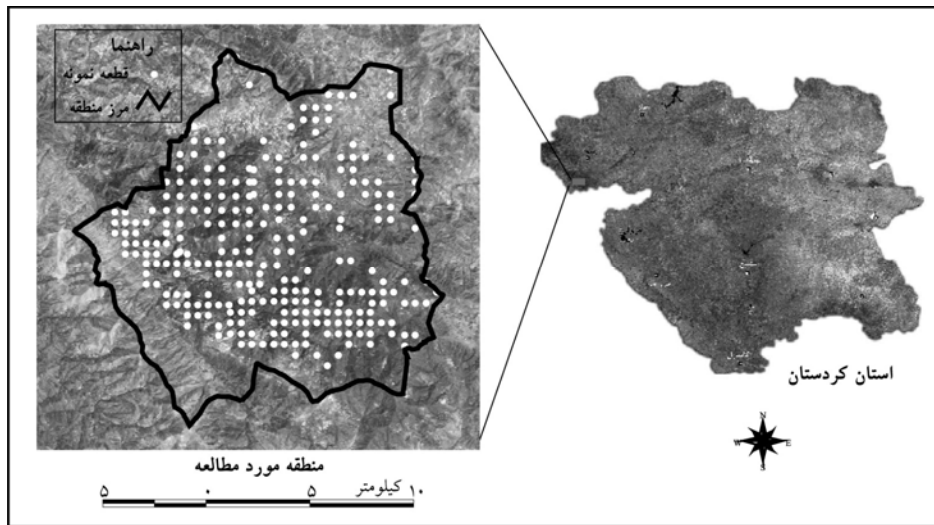 راهنما
قطعه نمونه
مرز منطقه
استان کردستان
N
W E
S
منطقه مورد مطالعه
۵ ۰ ۵ کیلومتر ۱۰